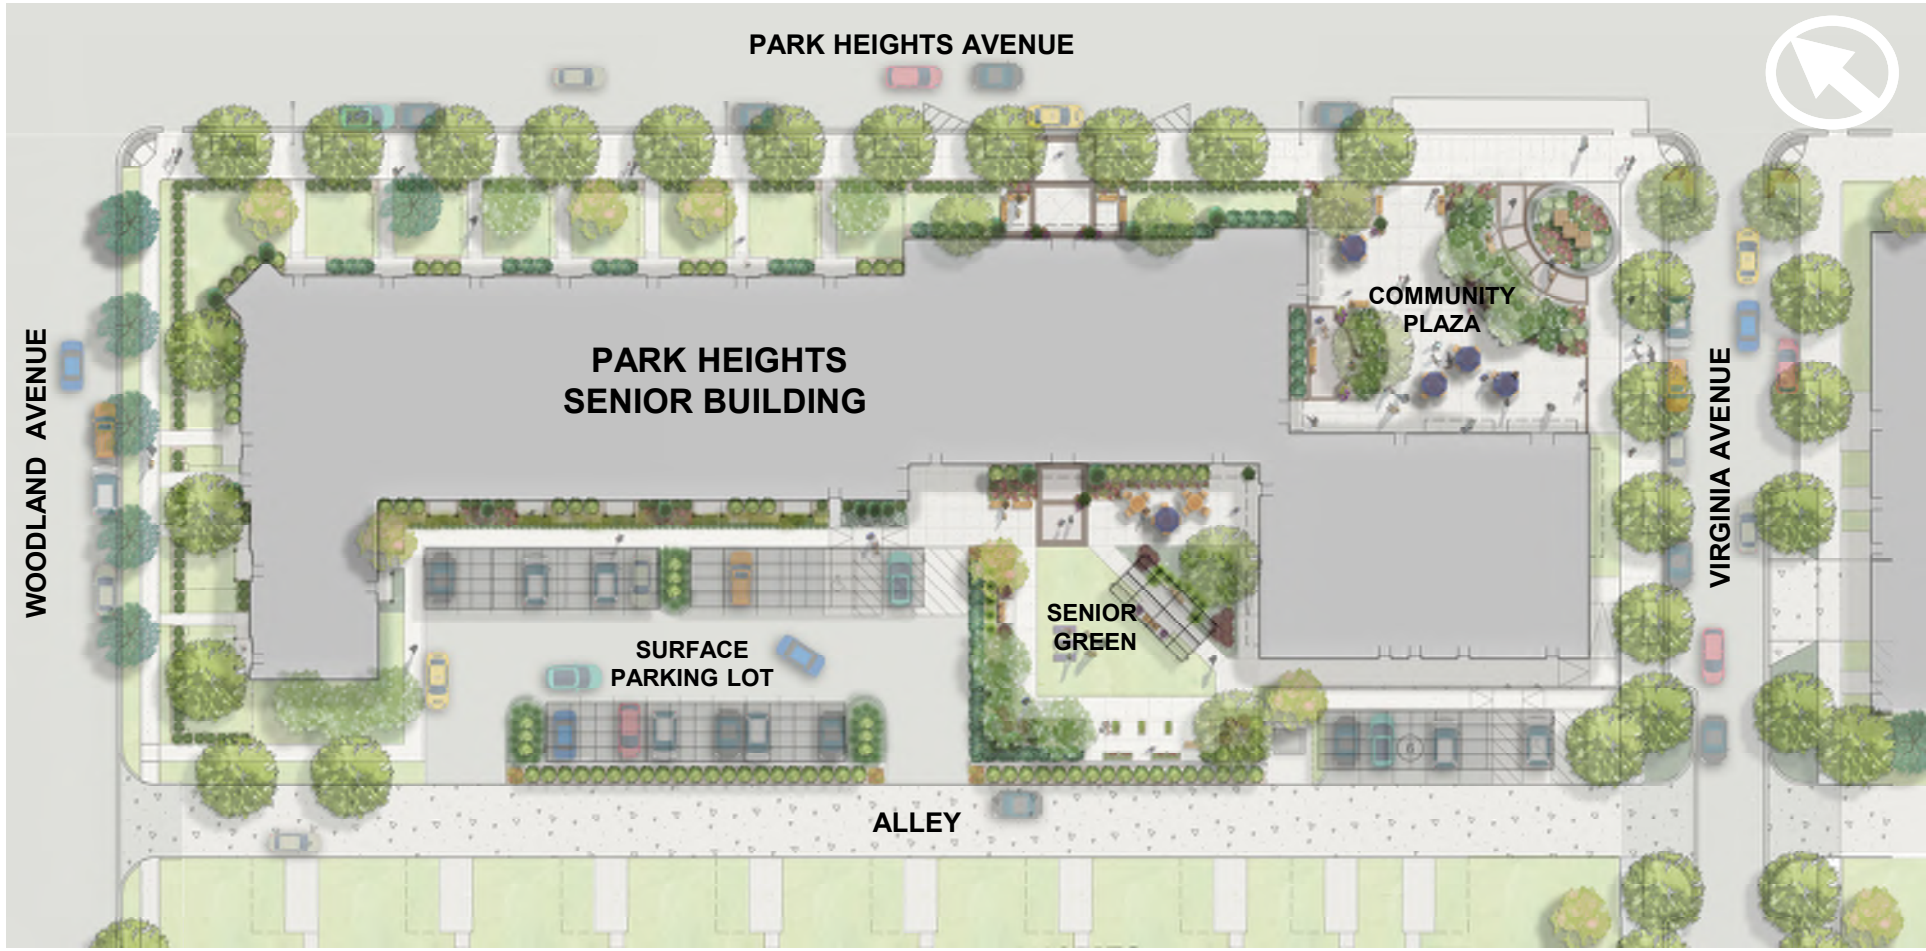 PARK HEIGHTS AVENUE
COMMUNITY
PLAZA
PARK HEIGHTS
SENIOR BUILDING
WOODLAND AVENUE
VIRGINIA AVENUE
SENIOR
GREEN
SURFACE
PARKING LOT
6
ALLEY